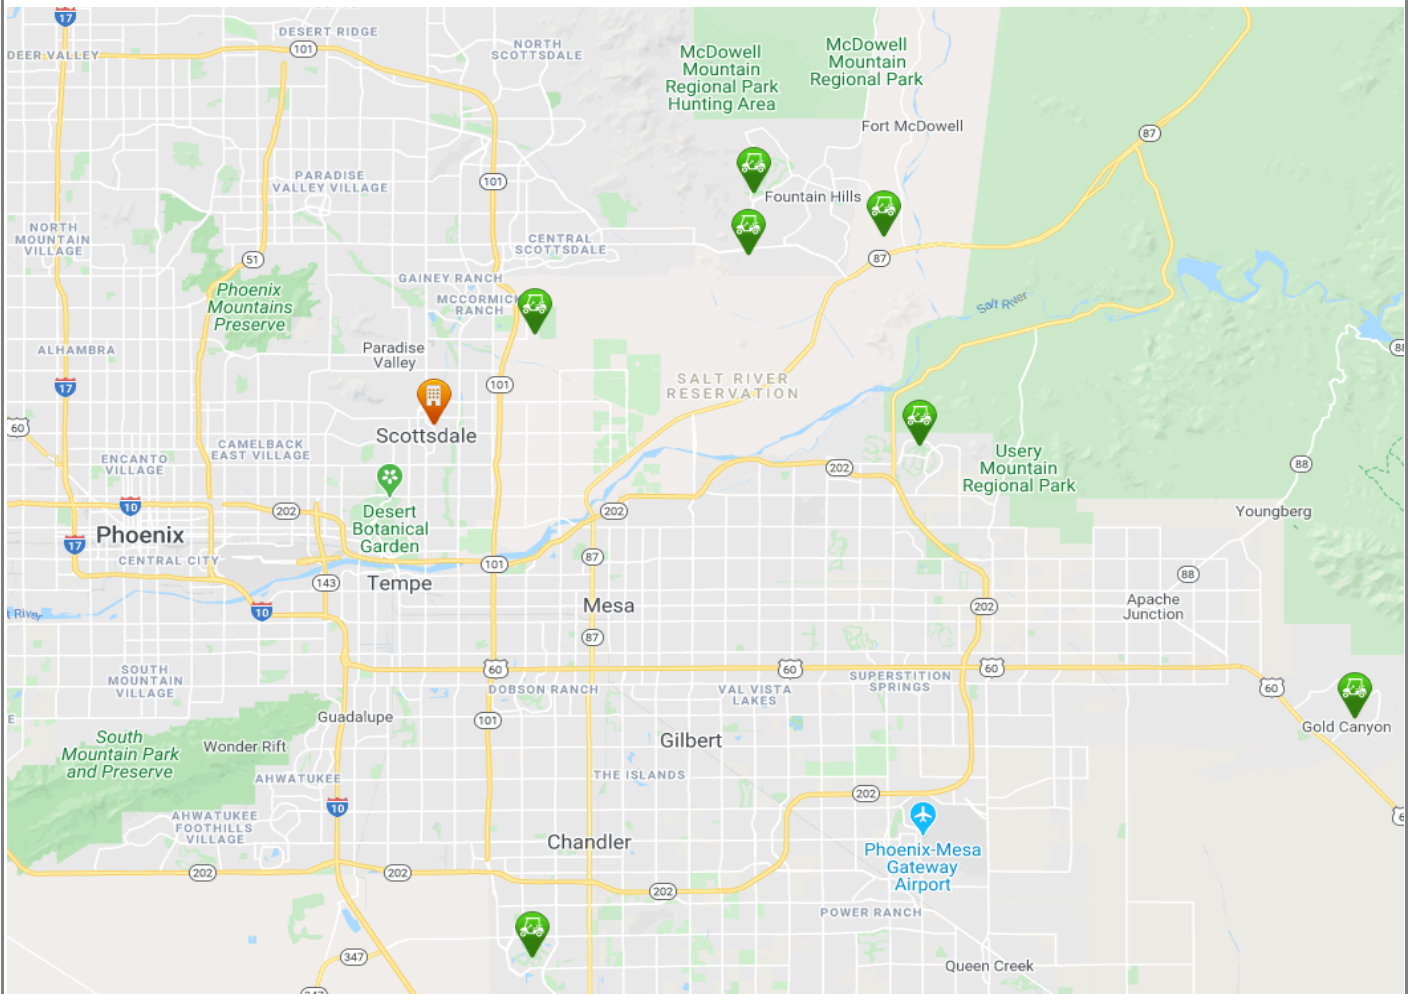 17
DESERT RIDGE
DEER VALLEY
101
NORTH
SCOTTSDALE
McDowell
Mountain
Regional Park
Hunting Area
McDowell
Mountain
Regional Park
Fort McDowell
87
PARADISE
VALLEY VILLAGE
101
Fountain Hills
NORTH
MOUNTAIN
VILLAGE
CENTRAL
SCOTTSDALE
51
87
GAINEY RANCH
Phoenix
Mountains
Preserve
MCCORMICK
RANCH
Salt River
ALHAMBRA
Paradise
Valley
88
17
101
SALT RIVER
RESERVATION
60
Scottsdale
CAMELBACK
EAST VILLAGE
ENCANTO
VILLAGE
202
Usery
Mountain
Regional Park
88
10
202
Desert
Botanical
Garden
202
Youngberg
Phoenix
17
CENTRAL CITY
101
87
143
Tempe
88
10
t River
Mesa
202
Apache
Junction
87
SOUTH
MOUNTAIN
VILLAGE
60
60
60
DOBSON RANCH
VAL VISTA
LAKES
SUPERSTITION
SPRINGS
60
E
Guadalupe
101
Gold Canyon
South
Mountain Park
and Preserve
Wonder Rift
Gilbert
AHWATUKEE
THE ISLANDS
10
202
6
AHWATUKEE
FOOTHILLS
VILLAGE
Chandler
Phoenix-Mesa
Gateway
Airport
202
202
202
POWER RANCH
347
Queen Creek
347